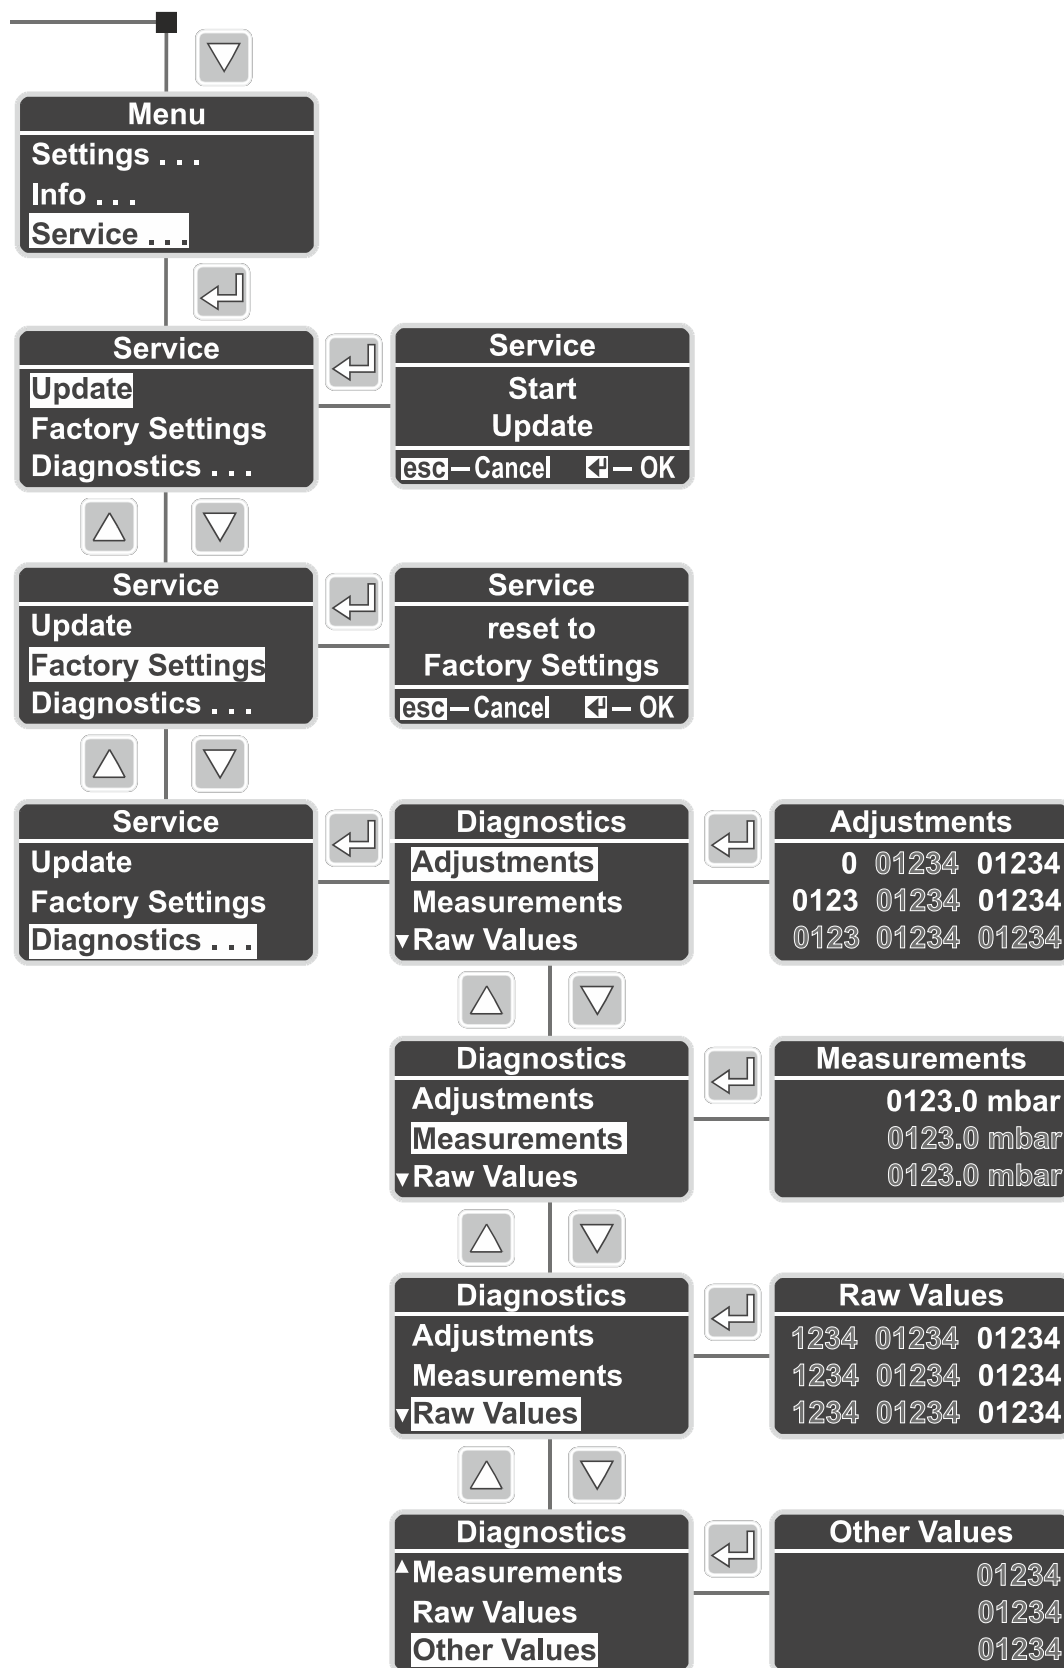 Menu
Settings . . .
Info . . .
Service . . .
Service
Update
Factory Settings
Diagnostics . . .
Service
Start
Update
esc – Cancel – OK
Service
Update
Factory Settings
Diagnostics . . .
Service
reset to
Factory Settings
esc – Cancel – OK
Service
Update
Factory Settings
Diagnostics . . .
Diagnostics
Adjustments
Measurements
Raw Values
Adjustments
0 01234 01234
0123 01234 01234
0123 01234 01234
Diagnostics
Adjustments
Measurements
Raw Values
Measurements
0123.0 mbar
0123.0 mbar
0123.0 mbar
Diagnostics
Adjustments
Measurements
Raw Values
Raw Values
1234 01234 01234
1234 01234 01234
1234 01234 01234
Diagnostics
Measurements
Raw Values
Other Values
Other Values
01234
01234
01234